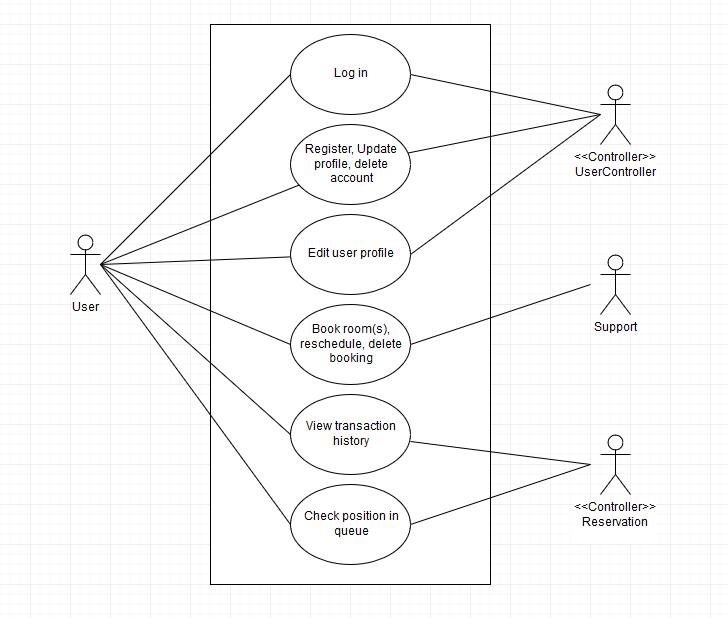 Log in
Register, Update
profile, delete
account
Edit user profile
Book room(s),
reschedule, delete
booking
View transaction
history
Check position in
queue
User
<<Controller>>
UserController
Support
<<Controller>>
Reservation